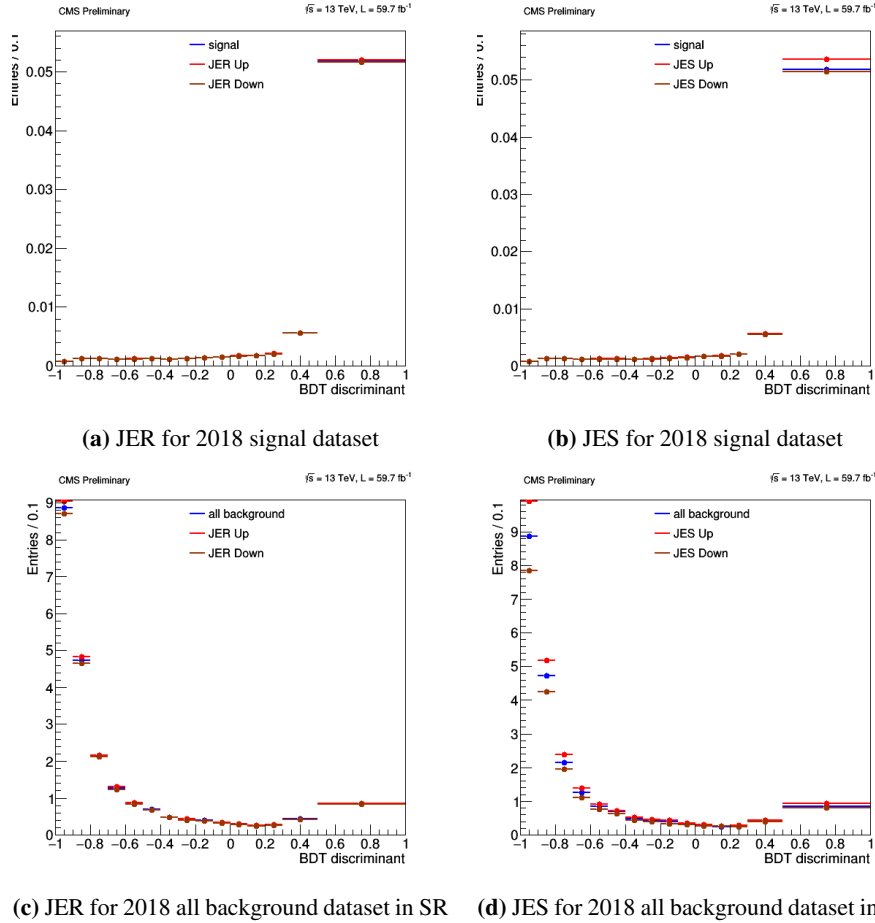 CMS Preliminary √s = 13 TeV, L = 59.7 fb⁻¹
Entries / 0.1
signal
JER Up
JER Down
0.05
0.04
0.03
0.02
0.01
0
−1 −0.8 −0.6 −0.4 −0.2 0 0.2 0.4 0.6 0.8 1
BDT discriminant
(a) JER for 2018 signal dataset
CMS Preliminary √s = 13 TeV, L = 59.7 fb⁻¹
Entries / 0.1
signal
JES Up
JES Down
0.05
0.04
0.03
0.02
0.01
0
−1 −0.8 −0.6 −0.4 −0.2 0 0.2 0.4 0.6 0.8 1
BDT discriminant
(b) JES for 2018 signal dataset
CMS Preliminary √s = 13 TeV, L = 59.7 fb⁻¹
Entries / 0.1
all background
JER Up
JER Down
9
8
7
6
5
4
3
2
1
0
−1 −0.8 −0.6 −0.4 −0.2 0 0.2 0.4 0.6 0.8 1
BDT discriminant
(c) JER for 2018 all background dataset in SR
CMS Preliminary √s = 13 TeV, L = 59.7 fb⁻¹
Entries / 0.1
all background
JES Up
JES Down
9
8
7
6
5
4
3
2
1
0
−1 −0.8 −0.6 −0.4 −0.2 0 0.2 0.4 0.6 0.8 1
BDT discriminant
(d) JES for 2018 all background dataset in